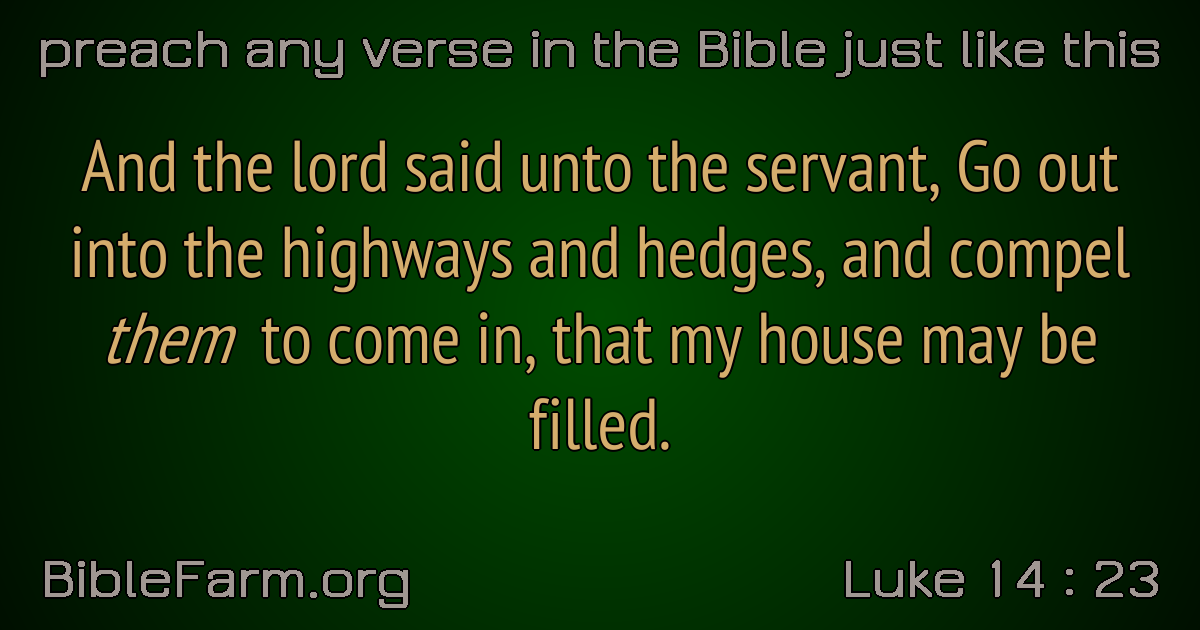 preach any verse in the Bible just like this
And the lord said unto the servant, Go out
into the highways and hedges, and compel
them to come in, that my house may be
filled.
BibleFarm.org
Luke 14 : 23